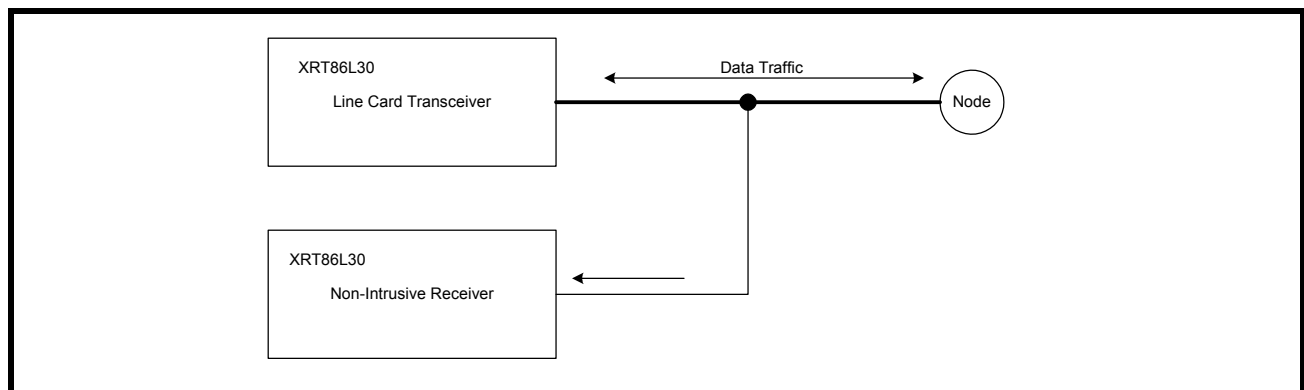 XRT86L30
Line Card Transceiver
Data Traffic
Node
XRT86L30
Non-Intrusive Receiver